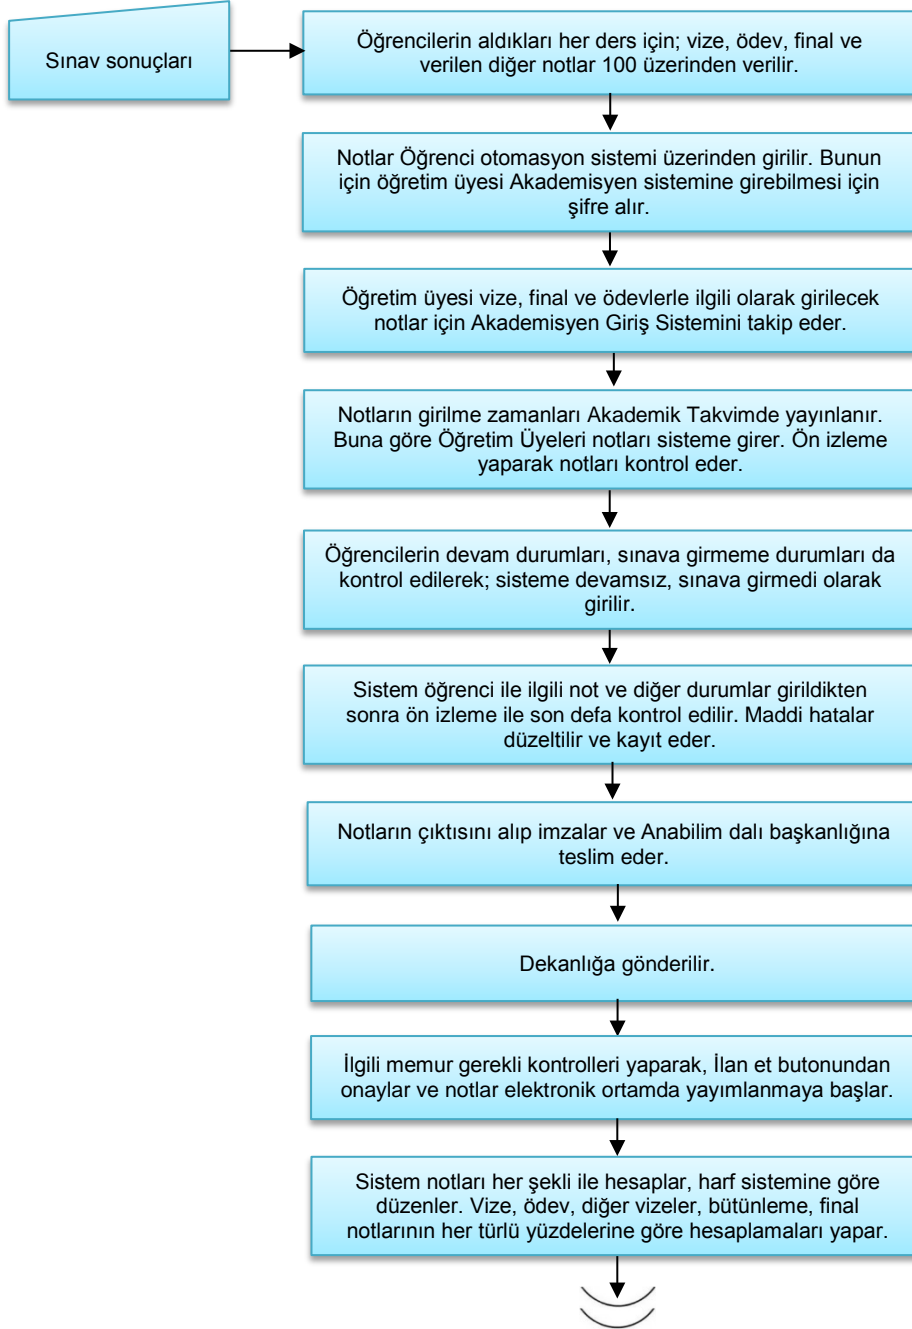 Sınav sonuçları
Öğrencilerin aldıkları her ders için; vize, ödev, final ve
verilen diğer notlar 100 üzerinden verilir.
Notlar Öğrenci otomasyon sistemi üzerinden girilir. Bunun
için öğretim üyesi Akademisyen sistemine girebilmesi için
şifre alır.
Öğretim üyesi vize, final ve ödevlerle ilgili olarak girilecek
notlar için Akademisyen Giriş Sistemini takip eder.
Notların girilme zamanları Akademik Takvimde yayınlanır.
Buna göre Öğretim Üyeleri notları sisteme girer. Ön izleme
yaparak notları kontrol eder.
Öğrencilerin devam durumları, sınava girmeme durumları da
kontrol edilerek; sisteme devamsız, sınava girmedi olarak
girilir.
Sistem öğrenci ile ilgili not ve diğer durumlar girildikten
sonra ön izleme ile son defa kontrol edilir. Maddi hatalar
düzeltilir ve kayıt eder.
Notların çıktısını alıp imzalar ve Anabilim dalı başkanlığına
teslim eder.
Dekanlığa gönderilir.
İlgili memur gerekli kontrolleri yaparak, İlan et butonundan
onaylar ve notlar elektronik ortamda yayımlanmaya başlar.
Sistem notları her şekli ile hesaplar, harf sistemine göre
düzenler. Vize, ödev, diğer vizeler, bütünleme, final
notlarının her türlü yüzdelerine göre hesaplamaları yapar.